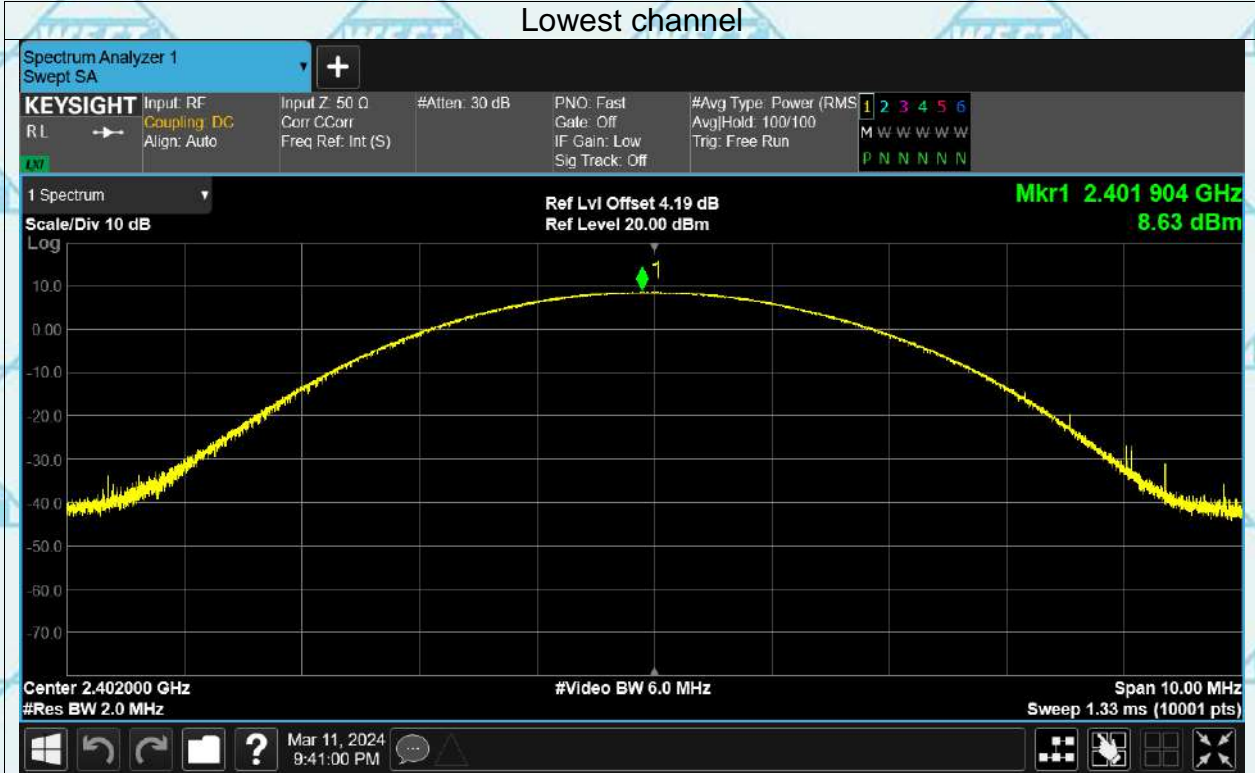 Lowest channel
Spectrum Analyzer 1
Swept SA
KEYSIGHT
RL
LXI
Input: RF
Coupling: DC
Align: Auto
Input Z: 50 Ω
Corr CCorr
Freq Ref: Int (S)
#Atten: 30 dB
PNO: Fast
Gate: Off
IF Gain: Low
Sig Track: Off
#Avg Type: Power (RMS
Avg|Hold: 100/100
Trig: Free Run
1 2 3 4 5 6
M W W W W W
P N N N N N
1 Spectrum
Scale/Div 10 dB
Log
Ref Lvl Offset 4.19 dB
Ref Level 20.00 dBm
Mkr1 2.401 904 GHz
8.63 dBm
1
10.0
0.00
-10.0
-20.0
-30.0
-40.0
-50.0
-60.0
-70.0
Center 2.402000 GHz
#Res BW 2.0 MHz
#Video BW 6.0 MHz
Span 10.00 MHz
Sweep 1.33 ms (10001 pts)
?
Mar 11, 2024
9:41:00 PM